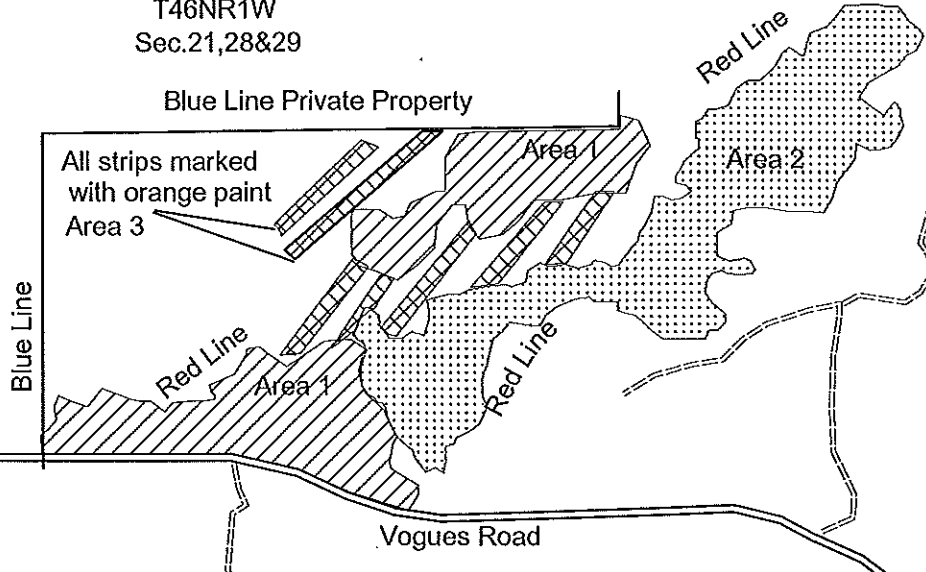 T46NR1W
Sec.21,28&29
Red Line
Blue Line Private Property
All strips marked
with orange paint
Area 3
Area 1
Area 2
Blue Line
Red Line
Area 1
Red Line
Vogues Road